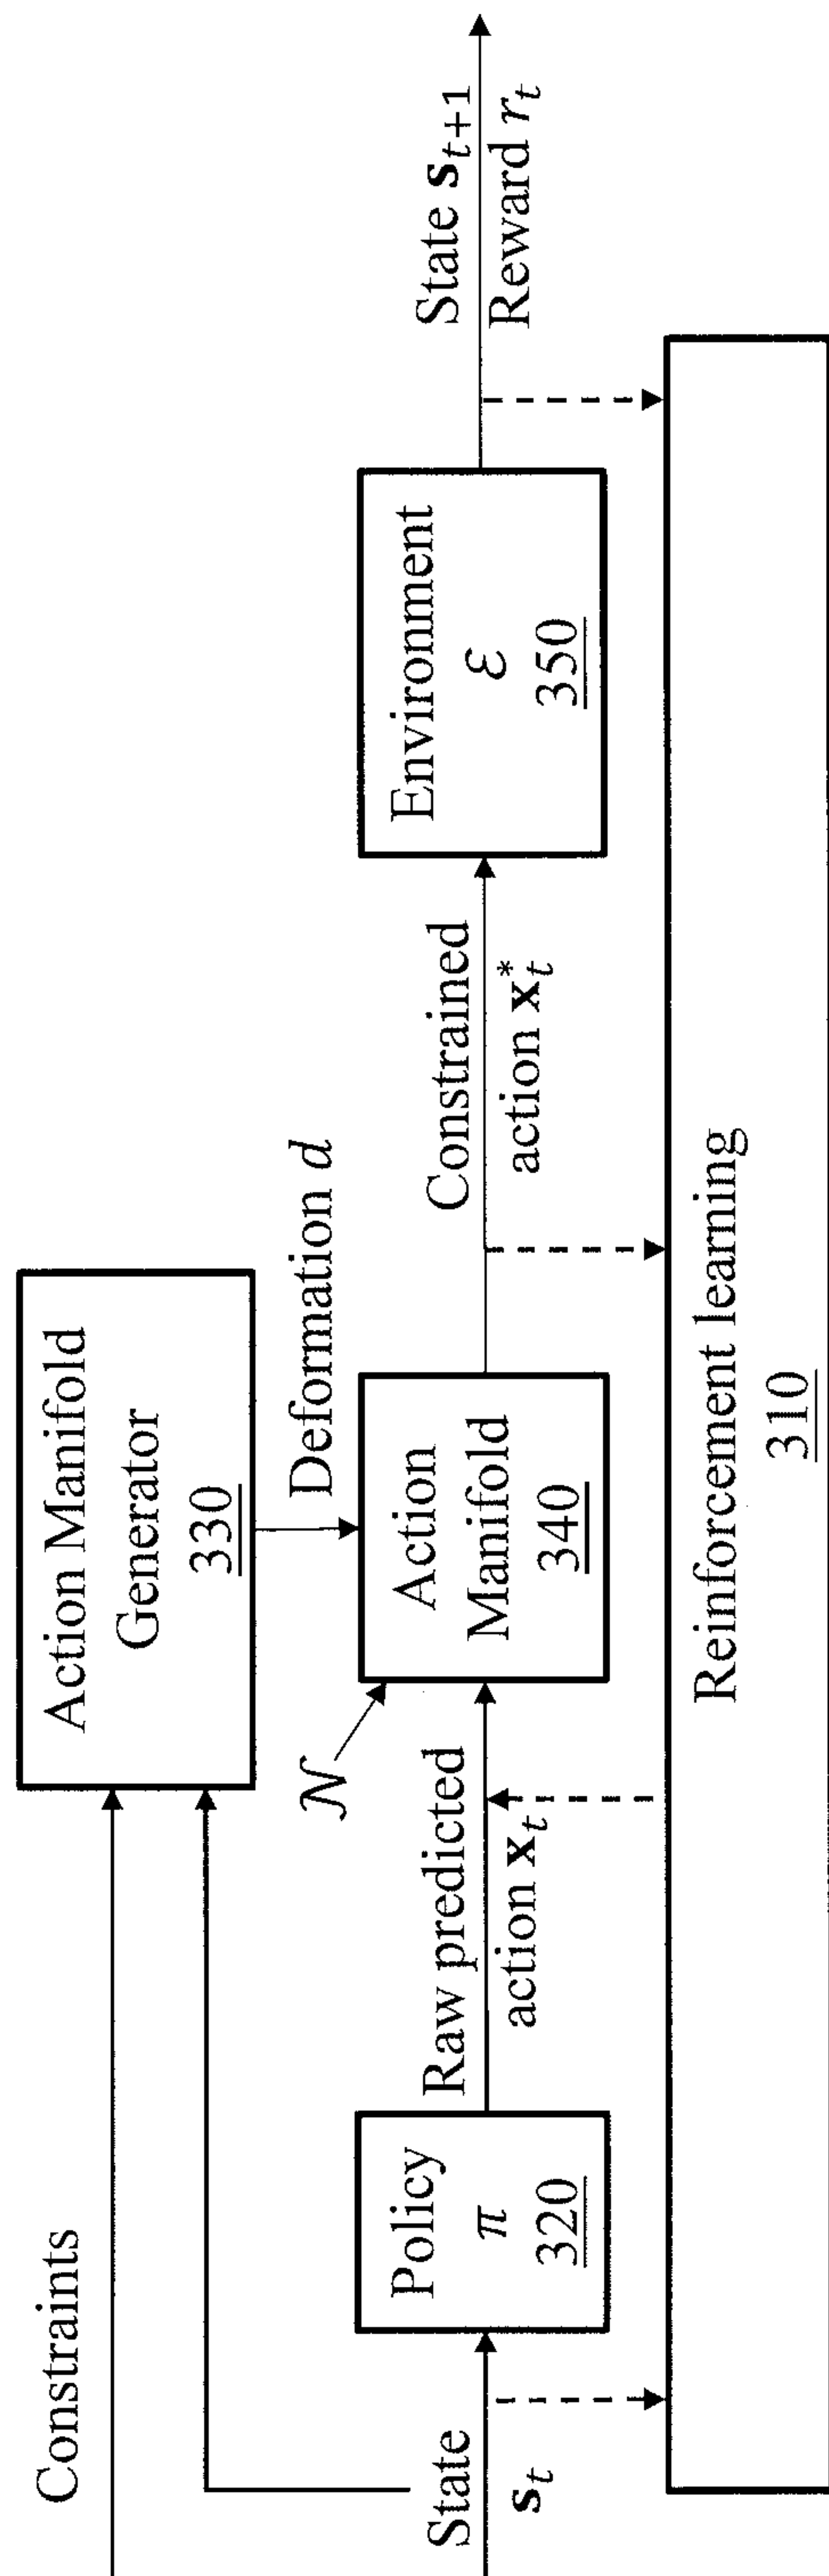 Constraints
Action Manifold
Generator
330
Deformation d
State
s_t
Policy
π
320
Raw predicted
action x_t
𝒩
Action
Manifold
340
Constrained
action x*_t
Environment
ℰ
350
State s_{t+1}
Reward r_t
Reinforcement learning
310